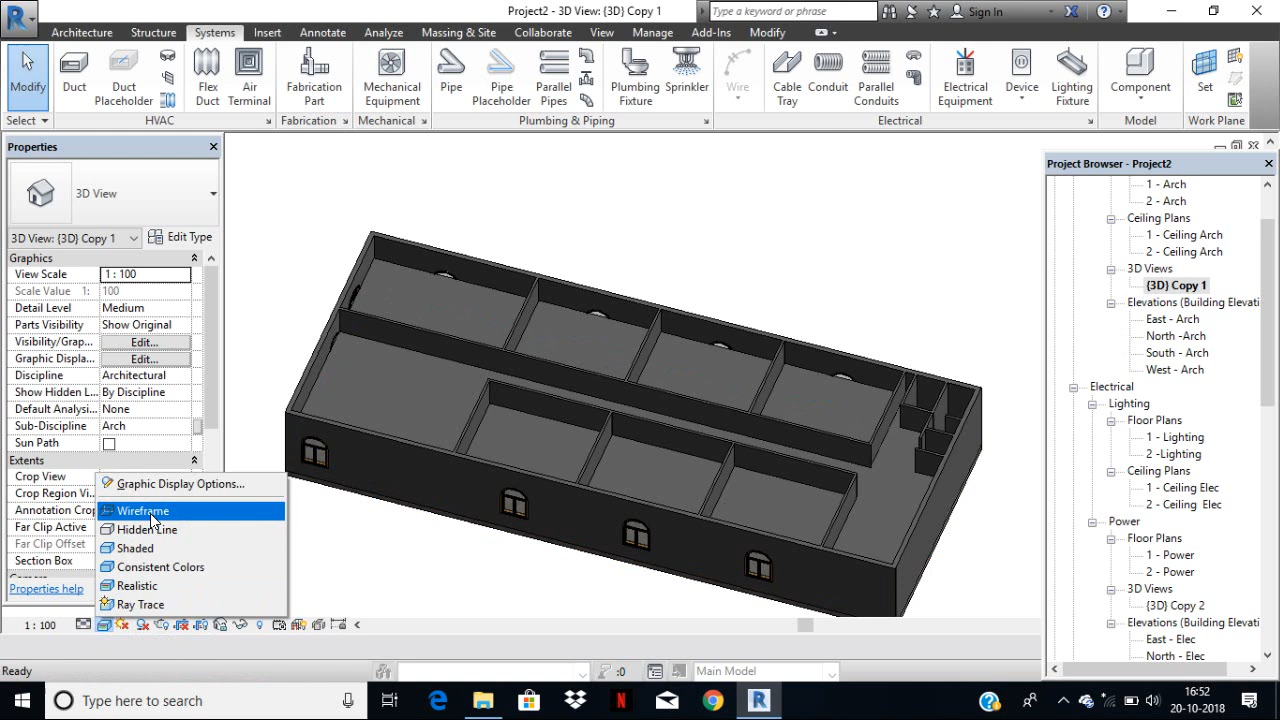 Project2 - 3D View: {3D} Copy 1
Type a keyword or phrase
Sign In
Architecture Structure Systems Insert Annotate Analyze Massing & Site Collaborate View Manage Add-Ins Modify
Modify
Duct
Duct Placeholder
Flex Duct
Air Terminal
Fabrication Part
Mechanical Equipment
Pipe
Pipe Placeholder
Parallel Pipes
Plumbing Fixture
Sprinkler
Wire
Cable Tray
Conduit
Parallel Conduits
Electrical Equipment
Device
Lighting Fixture
Component
Set
Select HVAC Fabrication Mechanical Plumbing & Piping Electrical Model Work Plane
Properties
3D View
3D View: {3D} Copy 1
Edit Type
Graphics
View Scale 1 : 100
Scale Value 1: 100
Detail Level Medium
Parts Visibility Show Original
Visibility/Grap... Edit...
Graphic Displa... Edit...
Discipline Architectural
Show Hidden L... By Discipline
Default Analysi... None
Sub-Discipline Arch
Sun Path
Extents
Crop View
Crop Region Vi...
Annotation Crop
Far Clip Active
Far Clip Offset
Section Box
Properties help
Graphic Display Options...
Wireframe
Hidden Line
Shaded
Consistent Colors
Realistic
Ray Trace
1 : 100
Ready
:0
Main Model
Project Browser - Project2
1 - Arch
2 - Arch
Ceiling Plans
1 - Ceiling Arch
2 - Ceiling Arch
3D Views
{3D} Copy 1
Elevations (Building Elevati
East - Arch
North -Arch
South - Arch
West - Arch
Electrical
Lighting
Floor Plans
1 - Lighting
2 -Lighting
Ceiling Plans
1 - Ceiling Elec
2 - Ceiling Elec
Power
Floor Plans
1 - Power
2 - Power
3D Views
{3D} Copy 2
Elevations (Building Elevati
East - Elec
North - Elec
Type here to search
16:52
20-10-2018